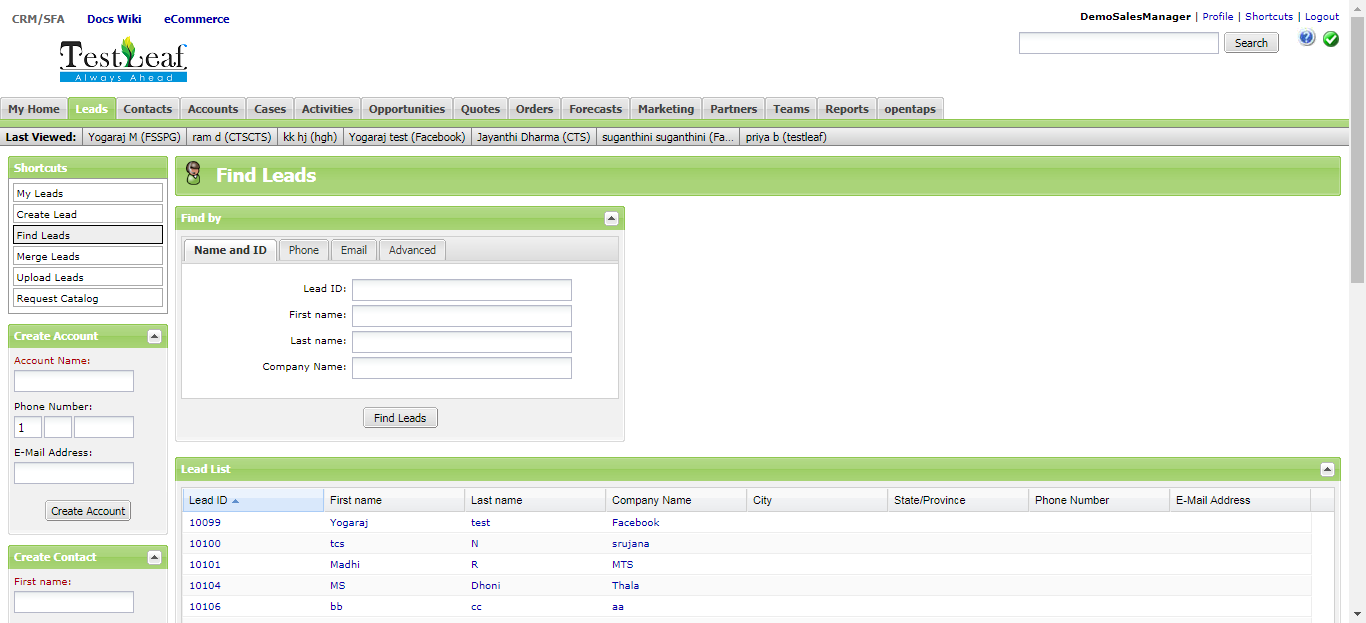 CRM/SFA Docs Wiki eCommerce
DemoSalesManager | Profile | Shortcuts | Logout
Search
TestLeaf
Always Ahead
My Home Leads Contacts Accounts Cases Activities Opportunities Quotes Orders Forecasts Marketing Partners Teams Reports opentaps
Last Viewed: Yogaraj M (FSSPG) ram d (CTSCTS) kk hj (hgh) Yogaraj test (Facebook) Jayanthi Dharma (CTS) suganthini suganthini (Fa... priya b (testleaf)
Shortcuts
My Leads
Create Lead
Find Leads
Merge Leads
Upload Leads
Request Catalog
Create Account
Account Name:
Phone Number:
1
E-Mail Address:
Create Account
Create Contact
First name:
Find Leads
Find by
Name and ID Phone Email Advanced
Lead ID:
First name:
Last name:
Company Name:
Find Leads
Lead List
Lead ID First name Last name Company Name City State/Province Phone Number E-Mail Address
10099 Yogaraj test Facebook
10100 tcs N srujana
10101 Madhi R MTS
10104 MS Dhoni Thala
10106 bb cc aa